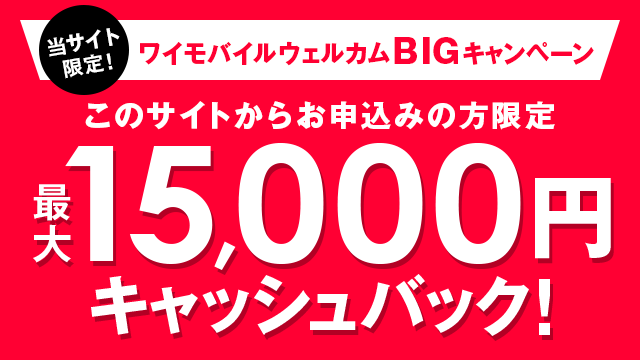 当サイト
限定!
ワイモバイルウェルカムBIGキャンペーン
このサイトからお申込みの方限定
最大15,000円
キャッシュバック!